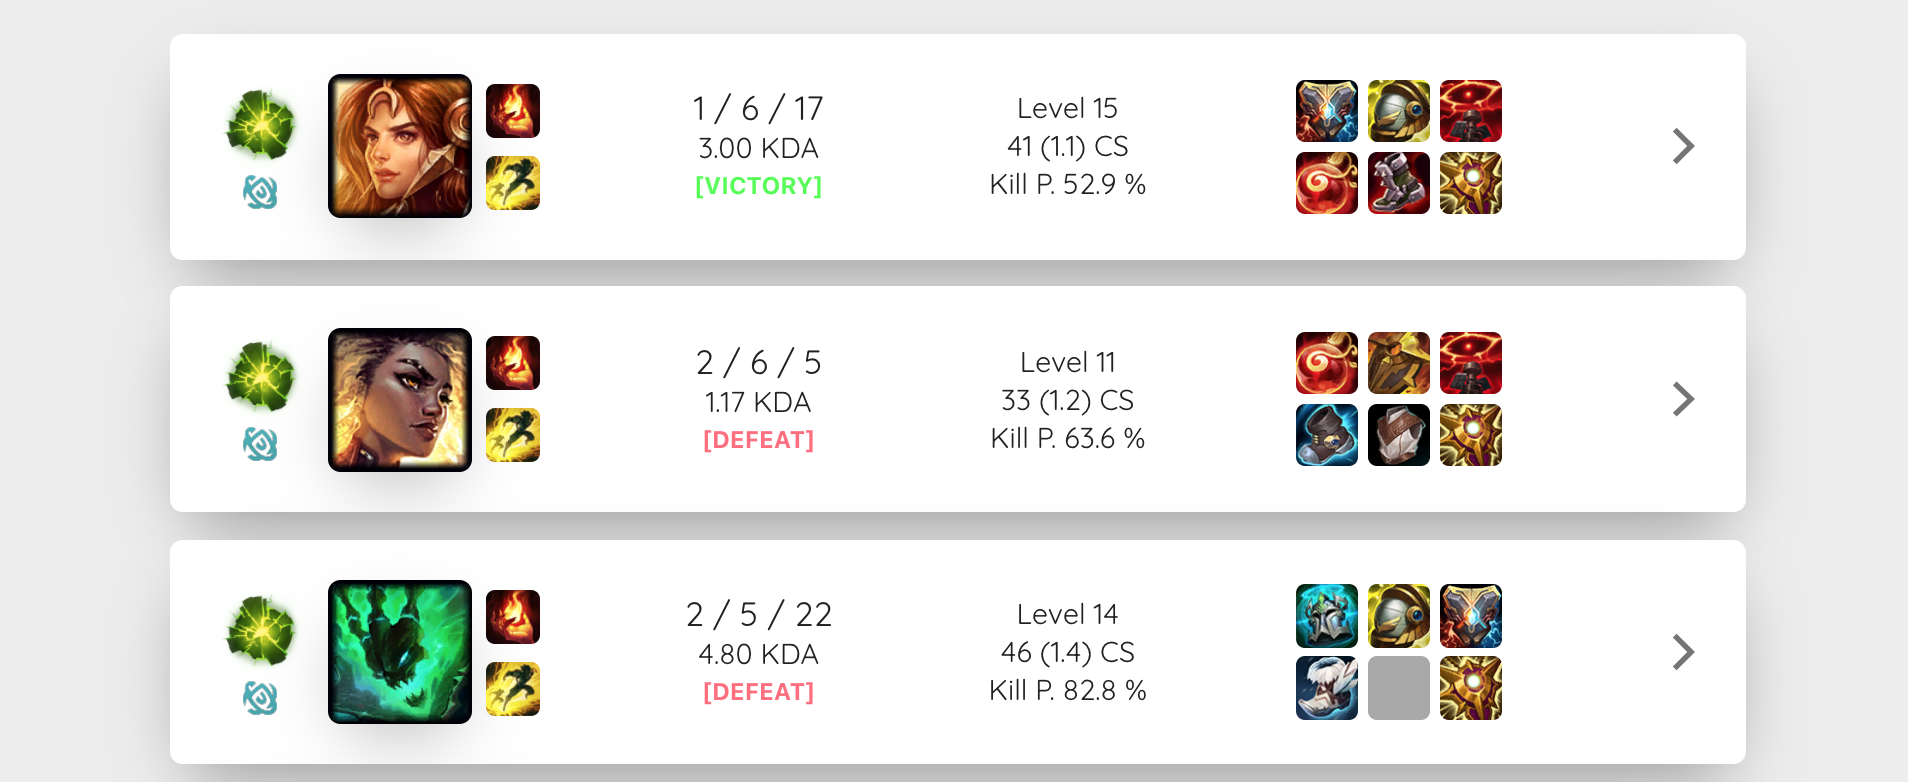 1 / 6 / 17
3.00 KDA
[VICTORY]
Level 15
41 (1.1) CS
Kill P. 52.9 %
2 / 6 / 5
1.17 KDA
[DEFEAT]
Level 11
33 (1.2) CS
Kill P. 63.6 %
2 / 5 / 22
4.80 KDA
[DEFEAT]
Level 14
46 (1.4) CS
Kill P. 82.8 %